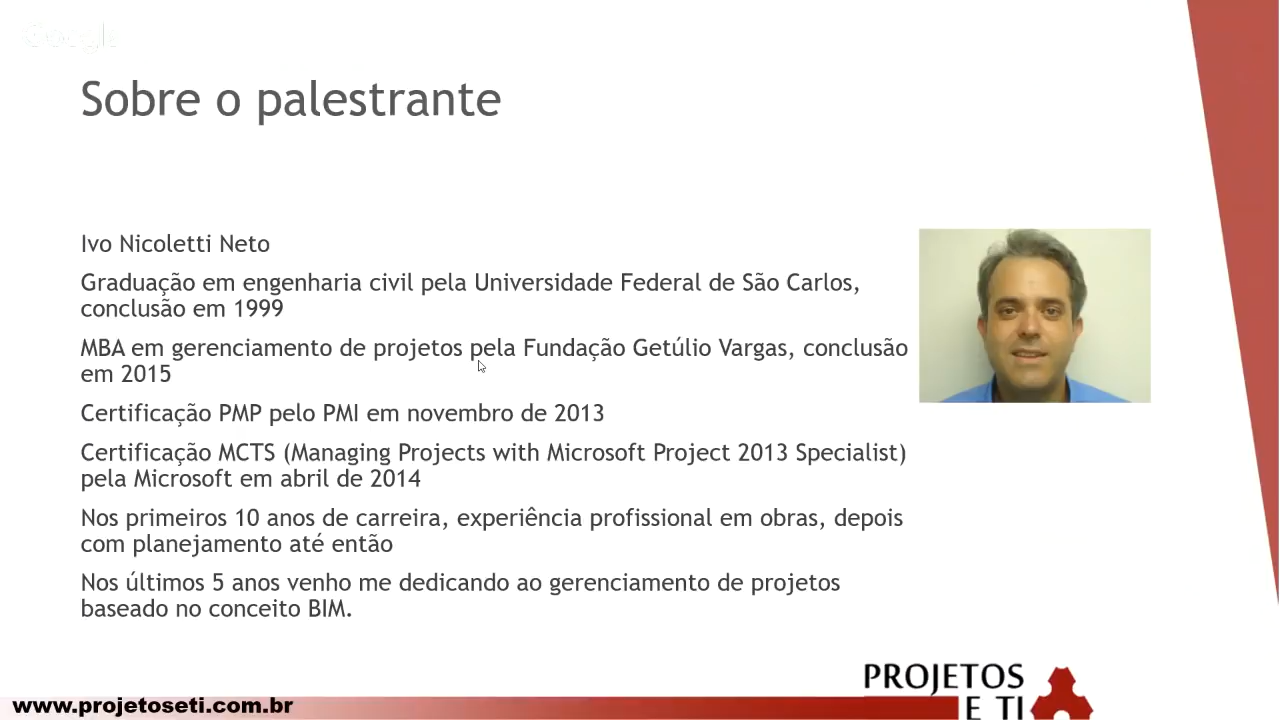 Google
Sobre o palestrante
Ivo Nicoletti Neto
Graduação em engenharia civil pela Universidade Federal de São Carlos,
conclusão em 1999
MBA em gerenciamento de projetos pela Fundação Getúlio Vargas, conclusão
em 2015
Certificação PMP pelo PMI em novembro de 2013
Certificação MCTS (Managing Projects with Microsoft Project 2013 Specialist)
pela Microsoft em abril de 2014
Nos primeiros 10 anos de carreira, experiência profissional em obras, depois
com planejamento até então
Nos últimos 5 anos venho me dedicando ao gerenciamento de projetos
baseado no conceito BIM.
PROJETOS
E TI
www.projetoseti.com.br